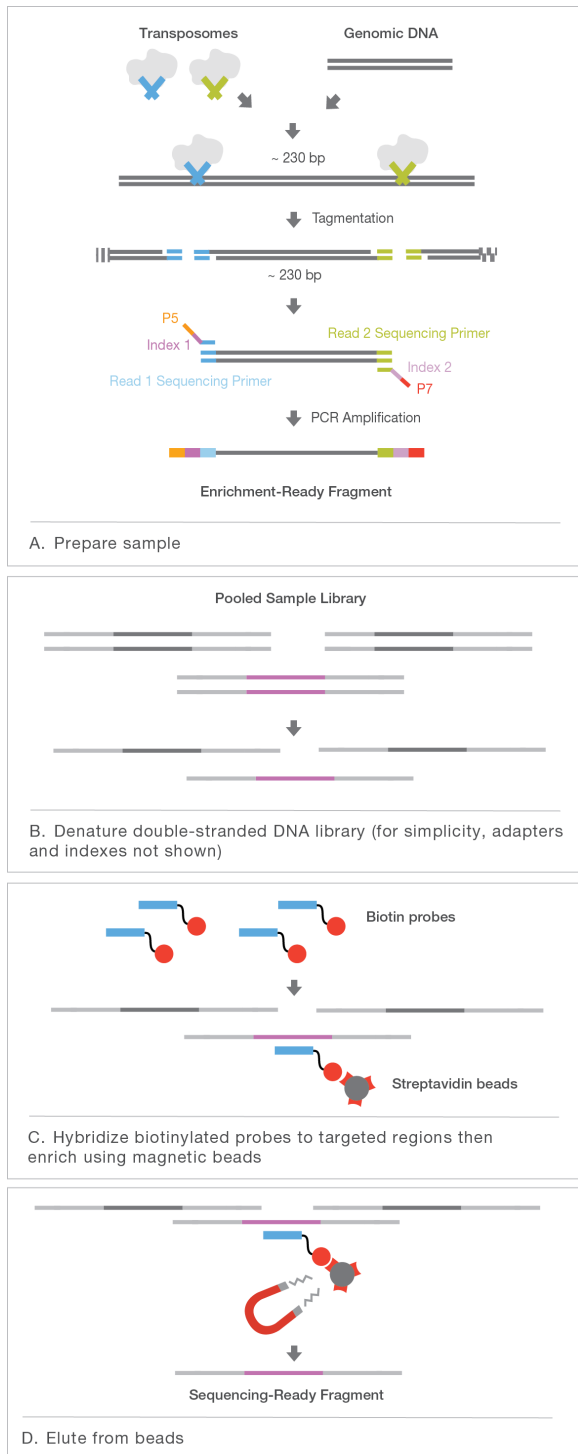 Transposomes
Genomic DNA
~ 230 bp
Tagmentation
~ 230 bp
P5
Index 1
Read 2 Sequencing Primer
Read 1 Sequencing Primer
Index 2
P7
PCR Amplification
Enrichment-Ready Fragment
A. Prepare sample
Pooled Sample Library
B. Denature double-stranded DNA library (for simplicity, adapters
and indexes not shown)
Biotin probes
Streptavidin beads
C. Hybridize biotinylated probes to targeted regions then
enrich using magnetic beads
Sequencing-Ready Fragment
D. Elute from beads